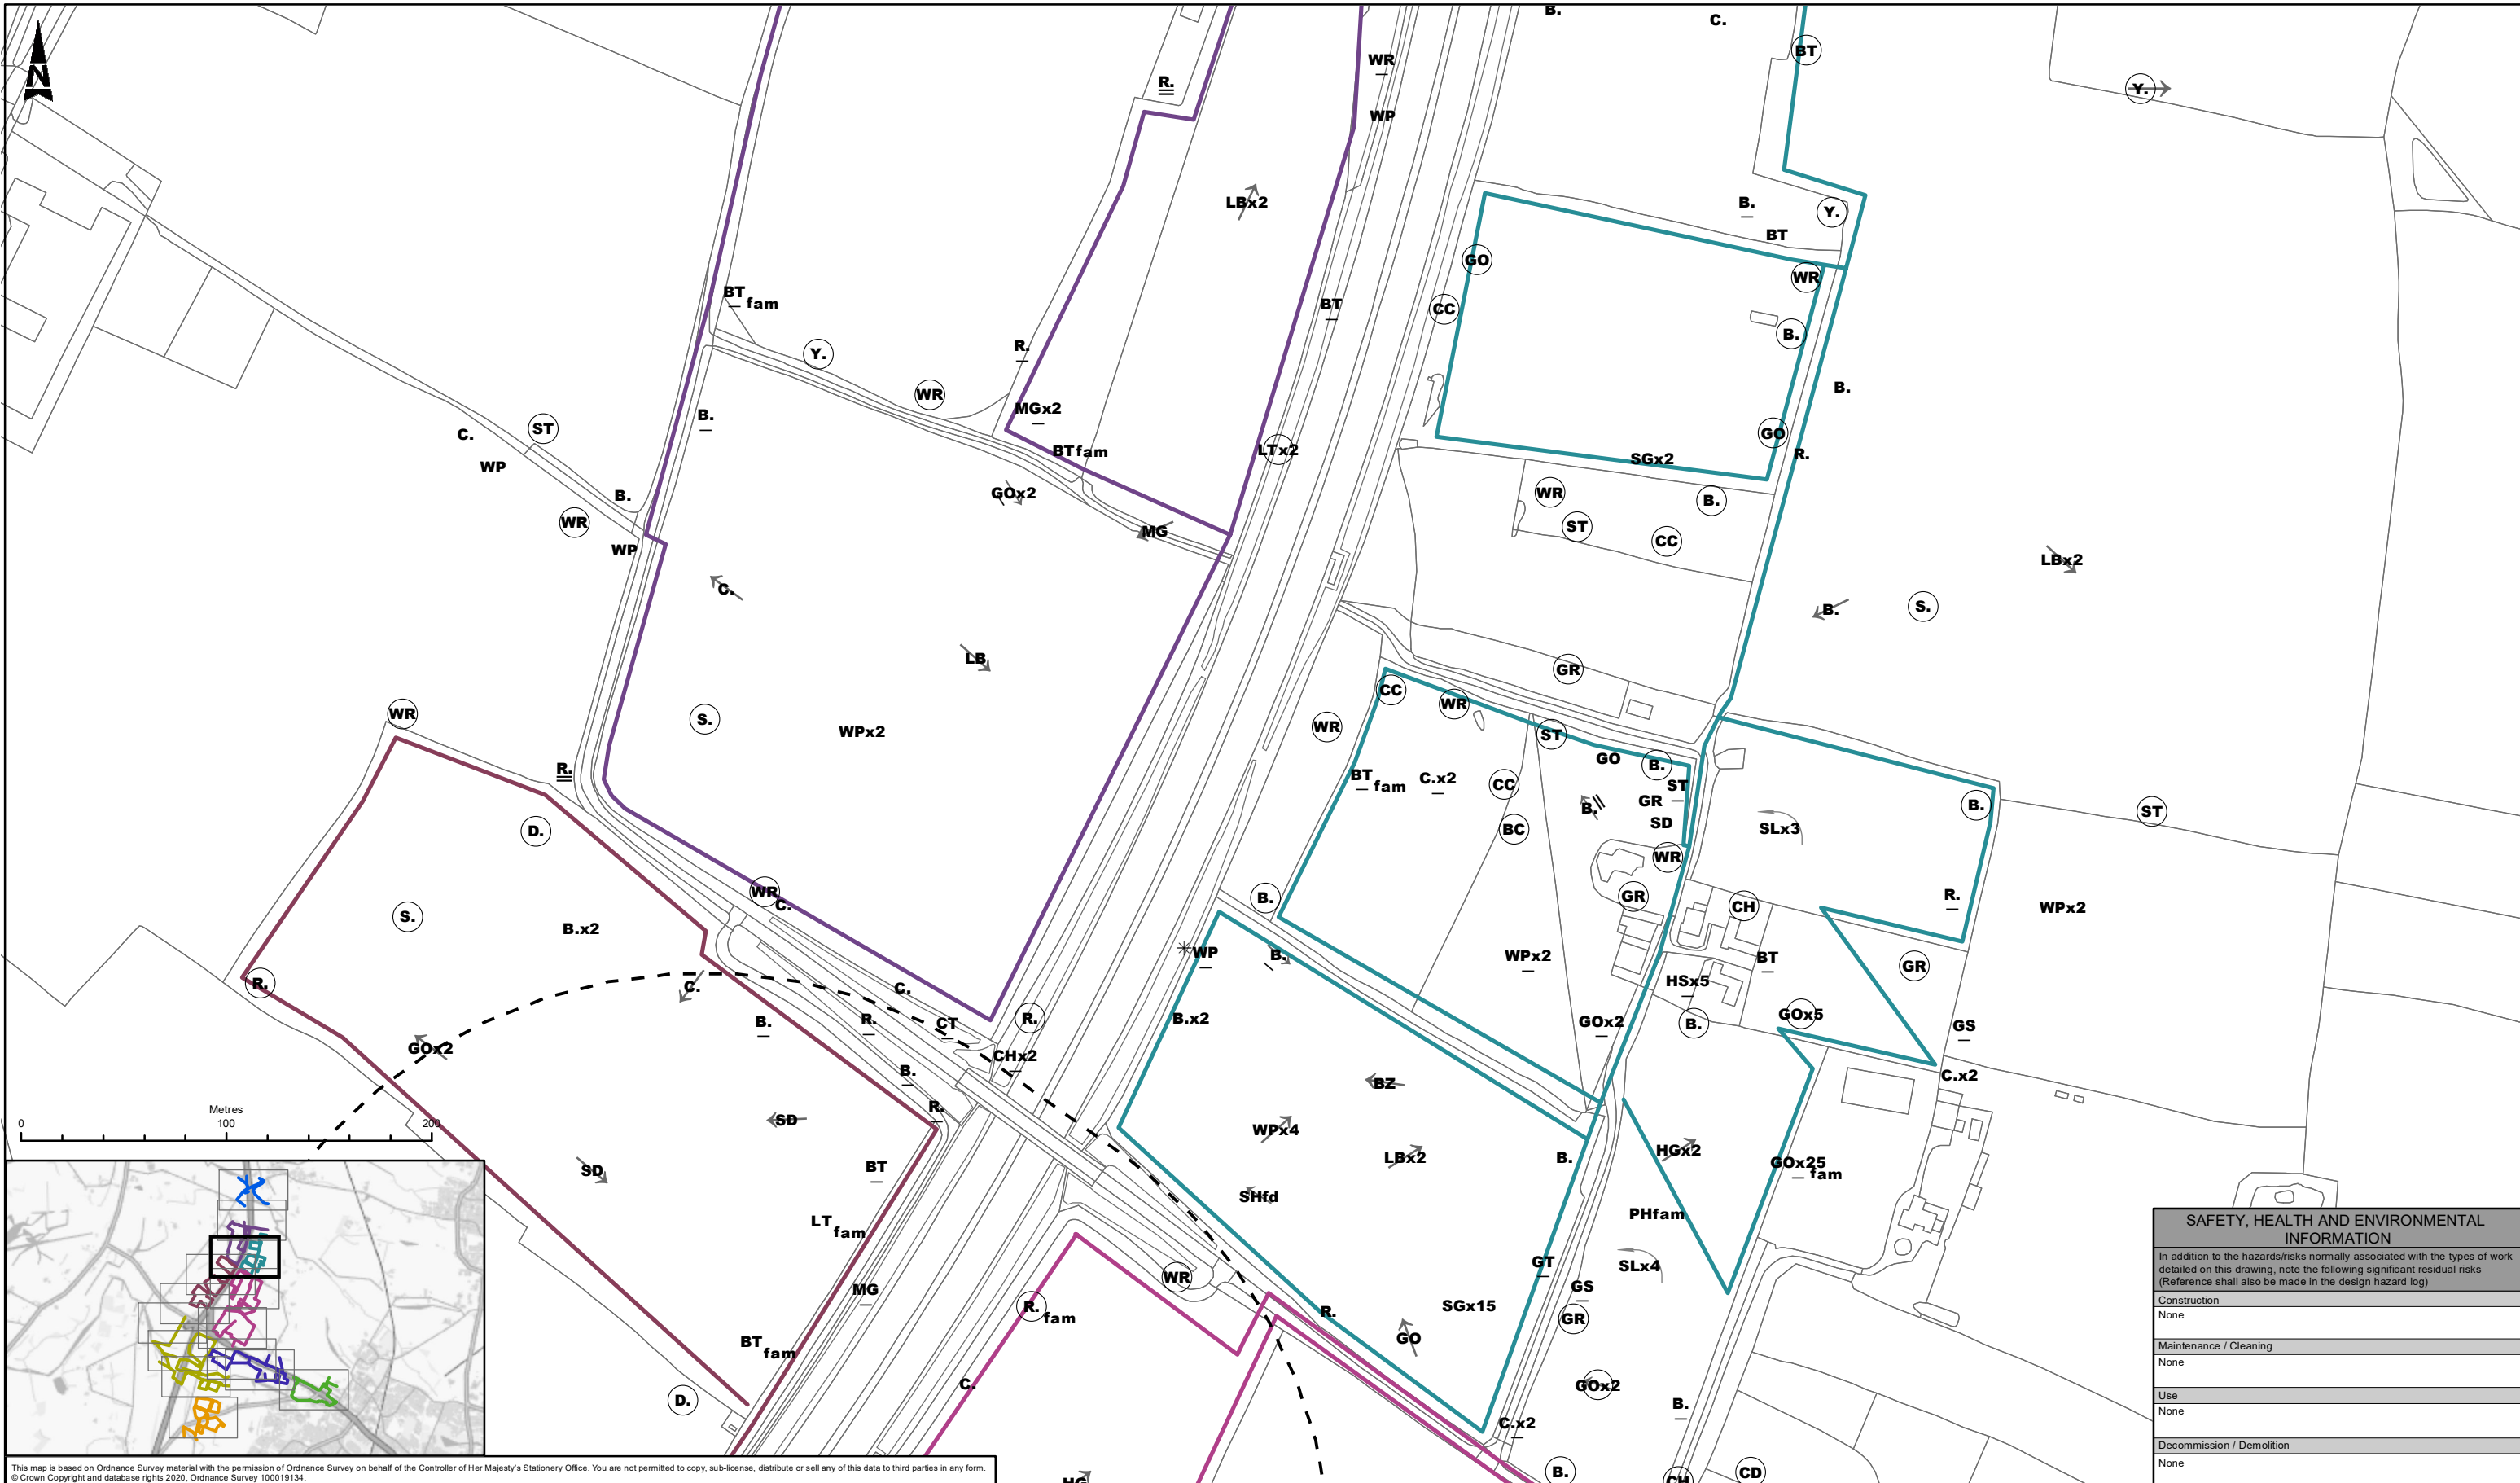 B.
C.
N
BT
WR
R.
Y.
WP
LBx2
B.
Y.
BT
GO
WR
BT fam
BT
CC
B.
Y.
R.
B.
WR
MGx2
B.
ST
C.
GO
BTfam
LTx2
R.
SGx2
WP
GOx2
WR
B.
B.
WR
MG
ST
CC
WP
LBx2
C.
B.
S.
LB
GR
CC
WR
WR
S.
WR
WPx2
ST
GO
B.
R.
BT fam
C.x2
CC
ST
B.
GR
B.
ST
SD
SLx3
D.
BC
WR
WR
C.
B.
GR
CH
R.
WPx2
S.
B.x2
WP
B.
WPx2
BT
GR
R.
C.
C.
HSx5
B.x2
GOx5
B.
R.
CT
R.
GOx2
B.
GS
GOx2
CHx2
B.
C.x2
BZ
Metres
0
100
200
R.
SD
WPx4
LBx2
B.
HGx2
SD
BT
GOx25
fam
SHfd
LT fam
PHfam
GT
SLx4
WR
MG
GS
R. fam
SGx15
R.
GR
BT fam
GO
C.
GOx2
D.
B.
C.x2
B.
CH
CD
HG
SAFETY, HEALTH AND ENVIRONMENTAL
INFORMATION
In addition to the hazards/risks normally associated with the types of work
detailed on this drawing, note the following significant residual risks
(Reference shall also be made in the design hazard log)
Construction
None
Maintenance / Cleaning
None
Use
None
Decommission / Demolition
None
This map is based on Ordnance Survey material with the permission of Ordnance Survey on behalf of the Controller of Her Majesty's Stationery Office. You are not permitted to copy, sub-license, distribute or sell any of this data to third parties in any form.
© Crown Copyright and database rights 2020, Ordnance Survey 100019134.